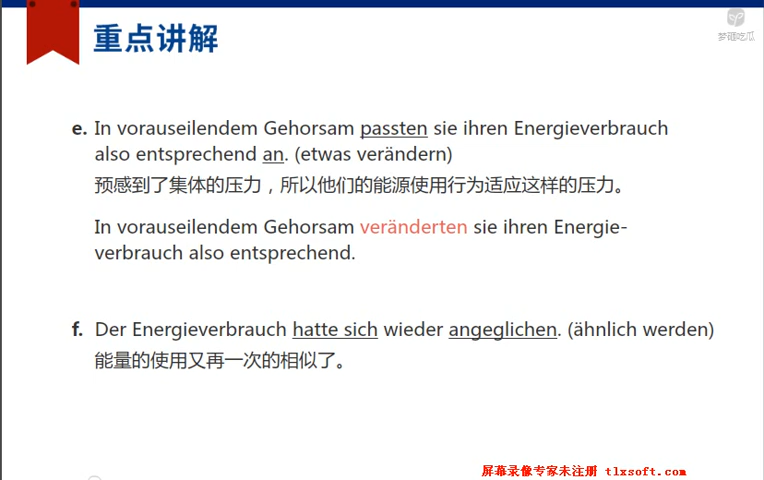 重点讲解
梦砸吃瓜
e. In vorauseilendem Gehorsam passten sie ihren Energieverbrauch
also entsprechend an. (etwas verändern)
预感到了集体的压力，所以他们的能源使用行为适应这样的压力。
In vorauseilendem Gehorsam veränderten sie ihren Energie-
verbrauch also entsprechend.
f. Der Energieverbrauch hatte sich wieder angeglichen. (ähnlich werden)
能量的使用又再一次的相似了。
屏幕录像专家未注册 tlxsoft.com